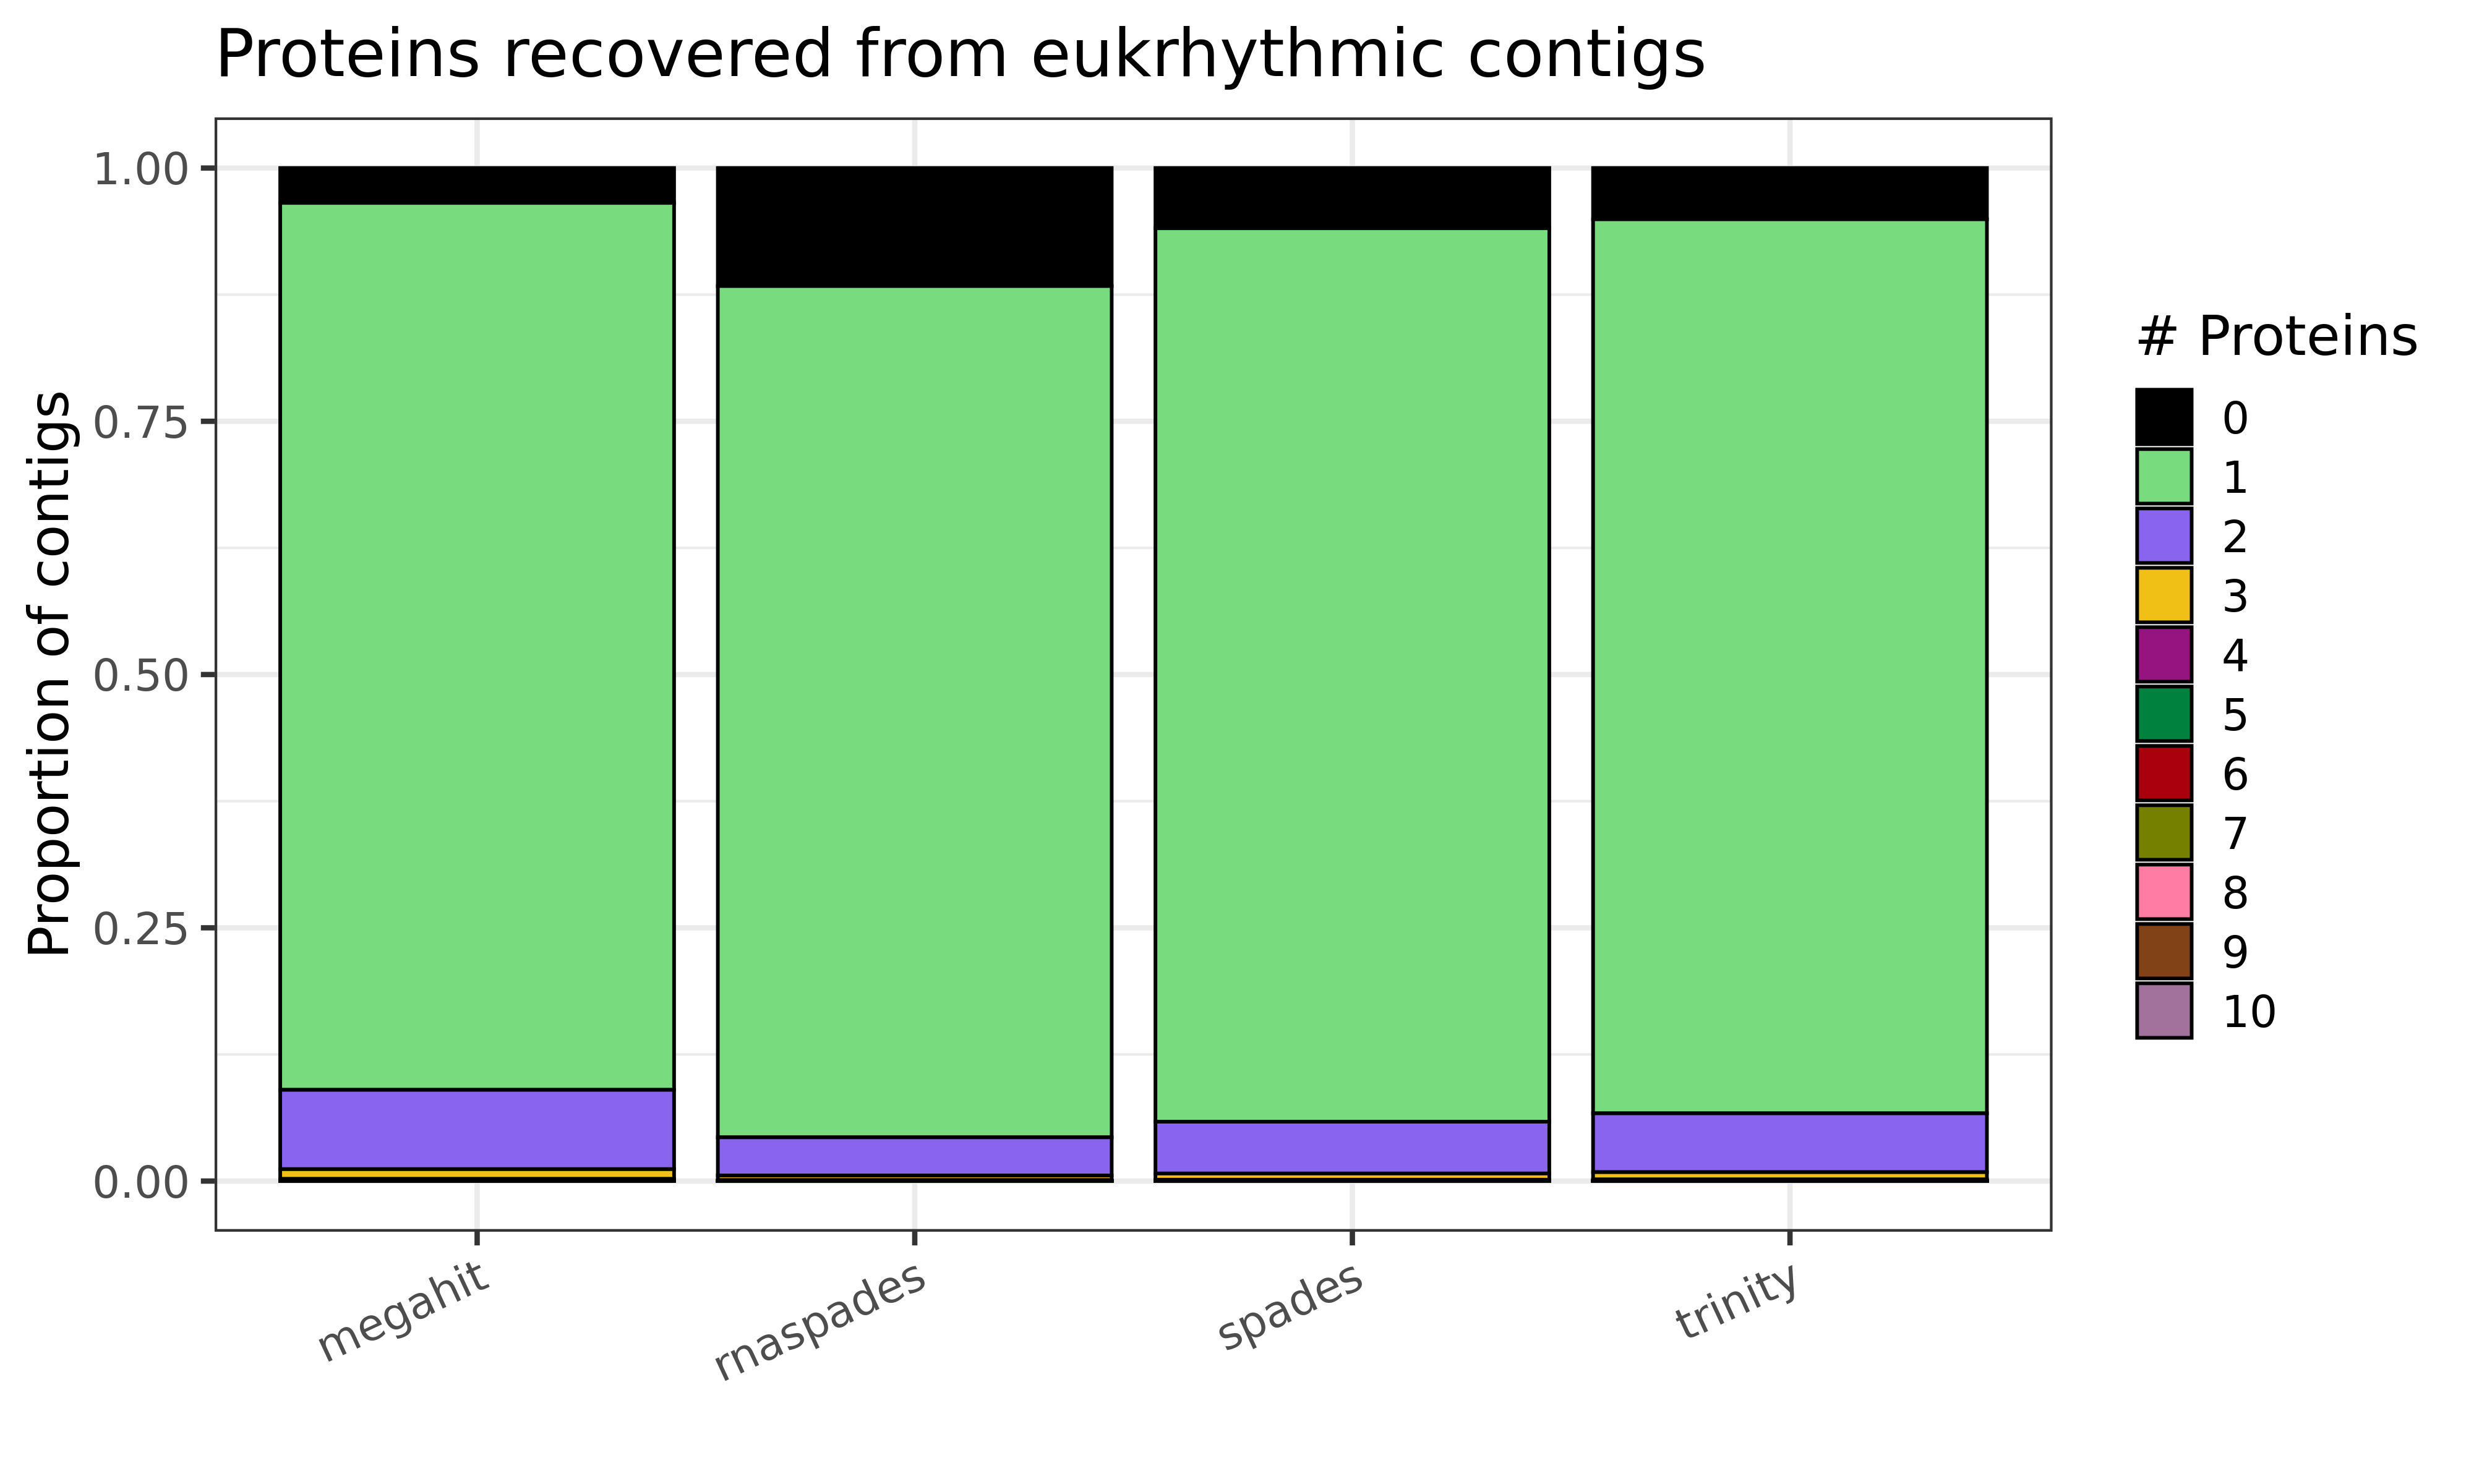 Proteins recovered from eukrhythmic contigs
Proportion of contigs
1.00
0.75
0.50
0.25
0.00
megahit
rnaspades
spades
trinity
# Proteins
0
1
2
3
4
5
6
7
8
9
10